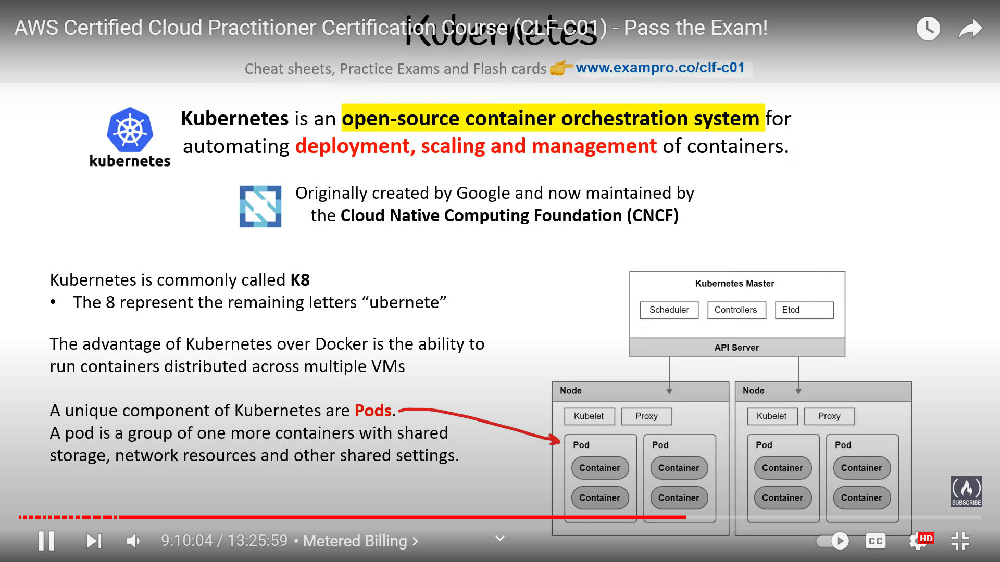 Kubernetes
AWS Certified Cloud Practitioner Certification Course (CLF-C01) - Pass the Exam!
Cheat sheets, Practice Exams and Flash cards 👉 www.exampro.co/clf-c01
kubernetes
Kubernetes is an open-source container orchestration system for
automating deployment, scaling and management of containers.
Originally created by Google and now maintained by
the Cloud Native Computing Foundation (CNCF)
Kubernetes is commonly called K8
• The 8 represent the remaining letters “ubernete”
The advantage of Kubernetes over Docker is the ability to
run containers distributed across multiple VMs
A unique component of Kubernetes are Pods.
A pod is a group of one more containers with shared
storage, network resources and other shared settings.
Kubernetes Master
Scheduler Controllers Etcd
API Server
Node
Kubelet Proxy
Pod Pod
Container Container
Container Container
Node
Kubelet Proxy
Pod Pod
Container Container
Container Container
SUBSCRIBE
9:10:04 / 13:25:59 • Metered Billing
CC
HD